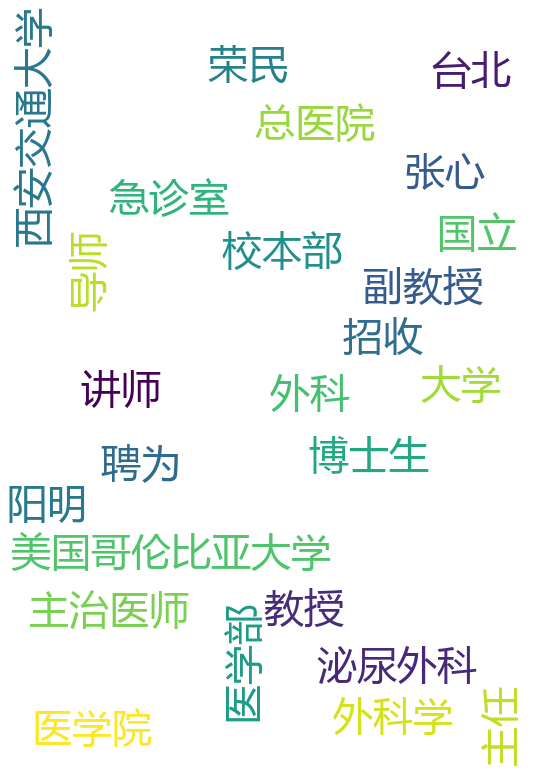 西安交通大学
荣民
台北
总医院
张心
急诊室
国立
导师
校本部
副教授
招收
讲师
外科
大学
聘为
博士生
阳明
美国哥伦比亚大学
主治医师
教授
医学部
泌尿外科
医学院
外科学
主任